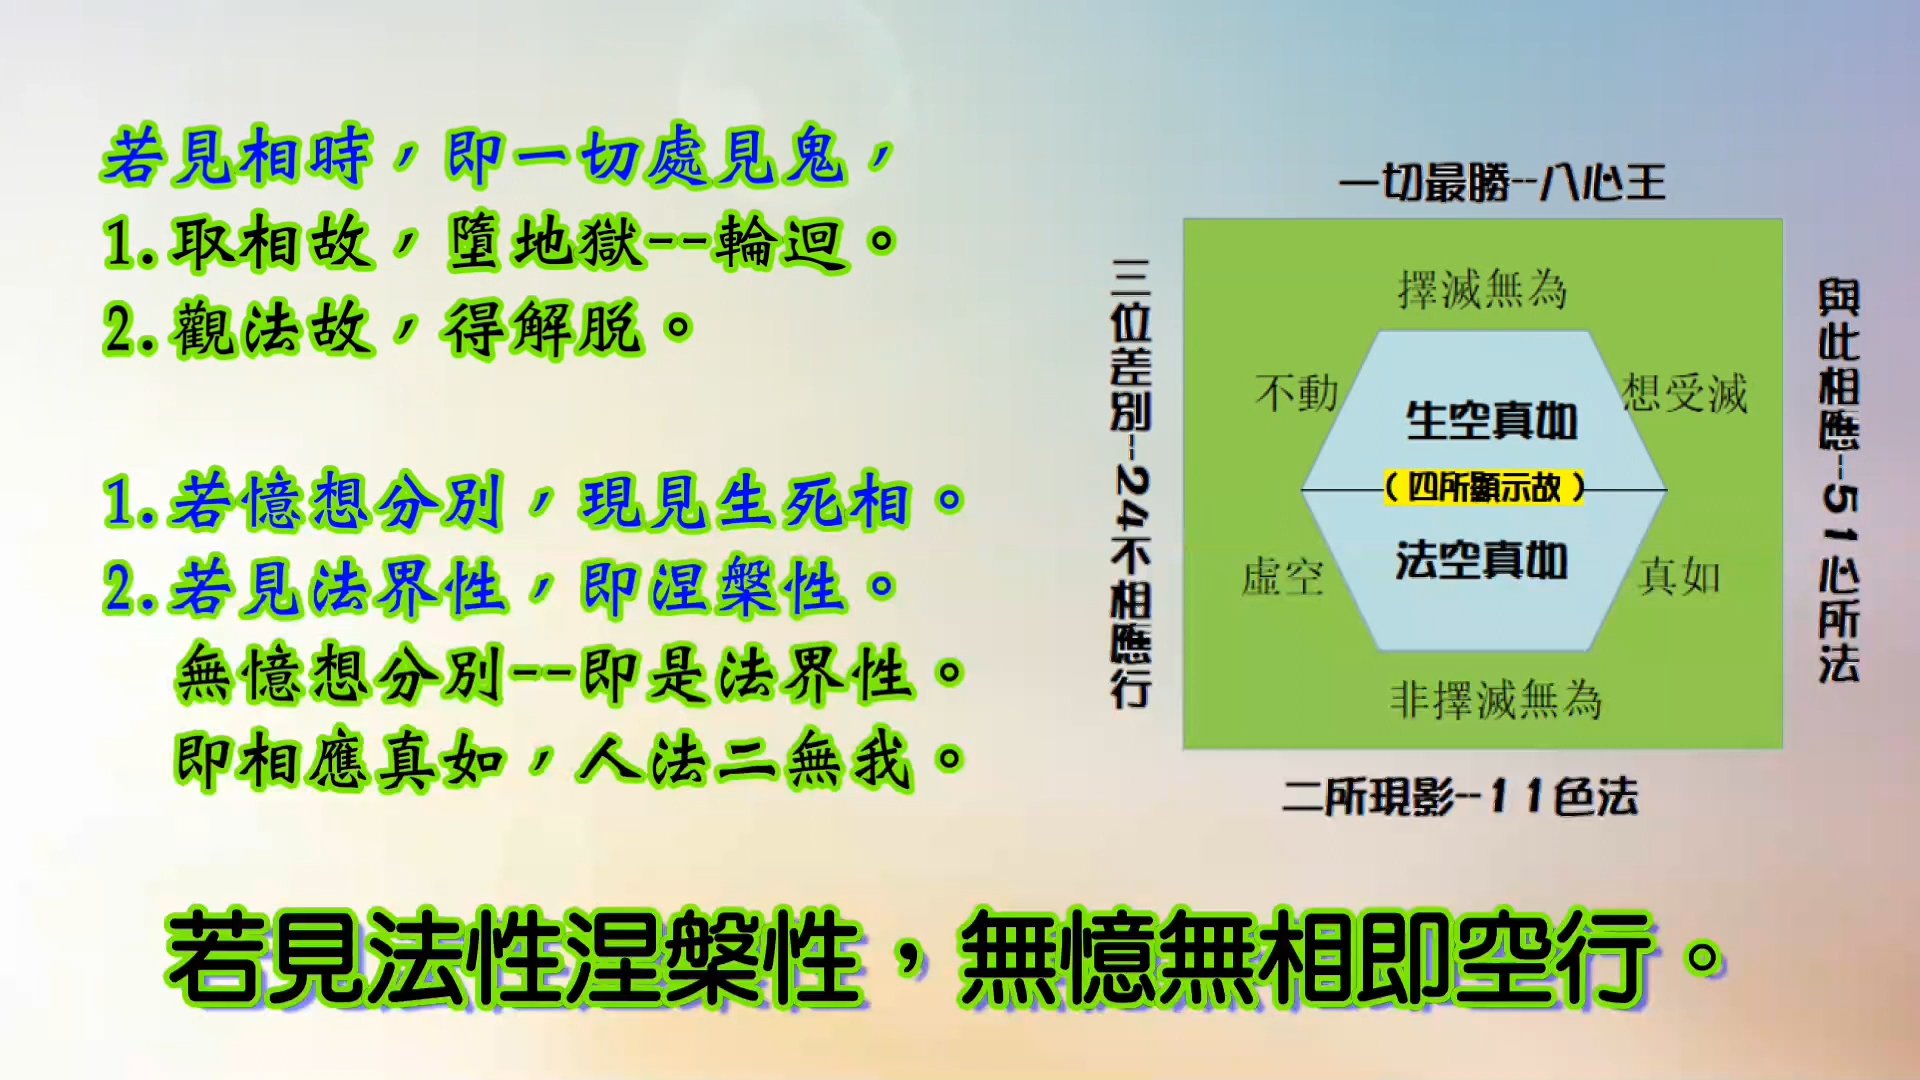 若見相時，即一切處見鬼，
1.取相故，墮地獄--輪迴。
2.觀法故，得解脫。
1.若憶想分別，現見生死相。
2.若見法界性，即涅槃性。
無憶想分別--即是法界性。
即相應真如，人法二無我。
一切最勝--八心王
三位差別--24不相應行
擇滅無為
不動
想受滅
生空真如
(四所顯示故)
法空真如
虛空
真如
非擇滅無為
與此相應--51心所法
二所現影--11色法
若見法性涅槃性，無憶無相即空行。